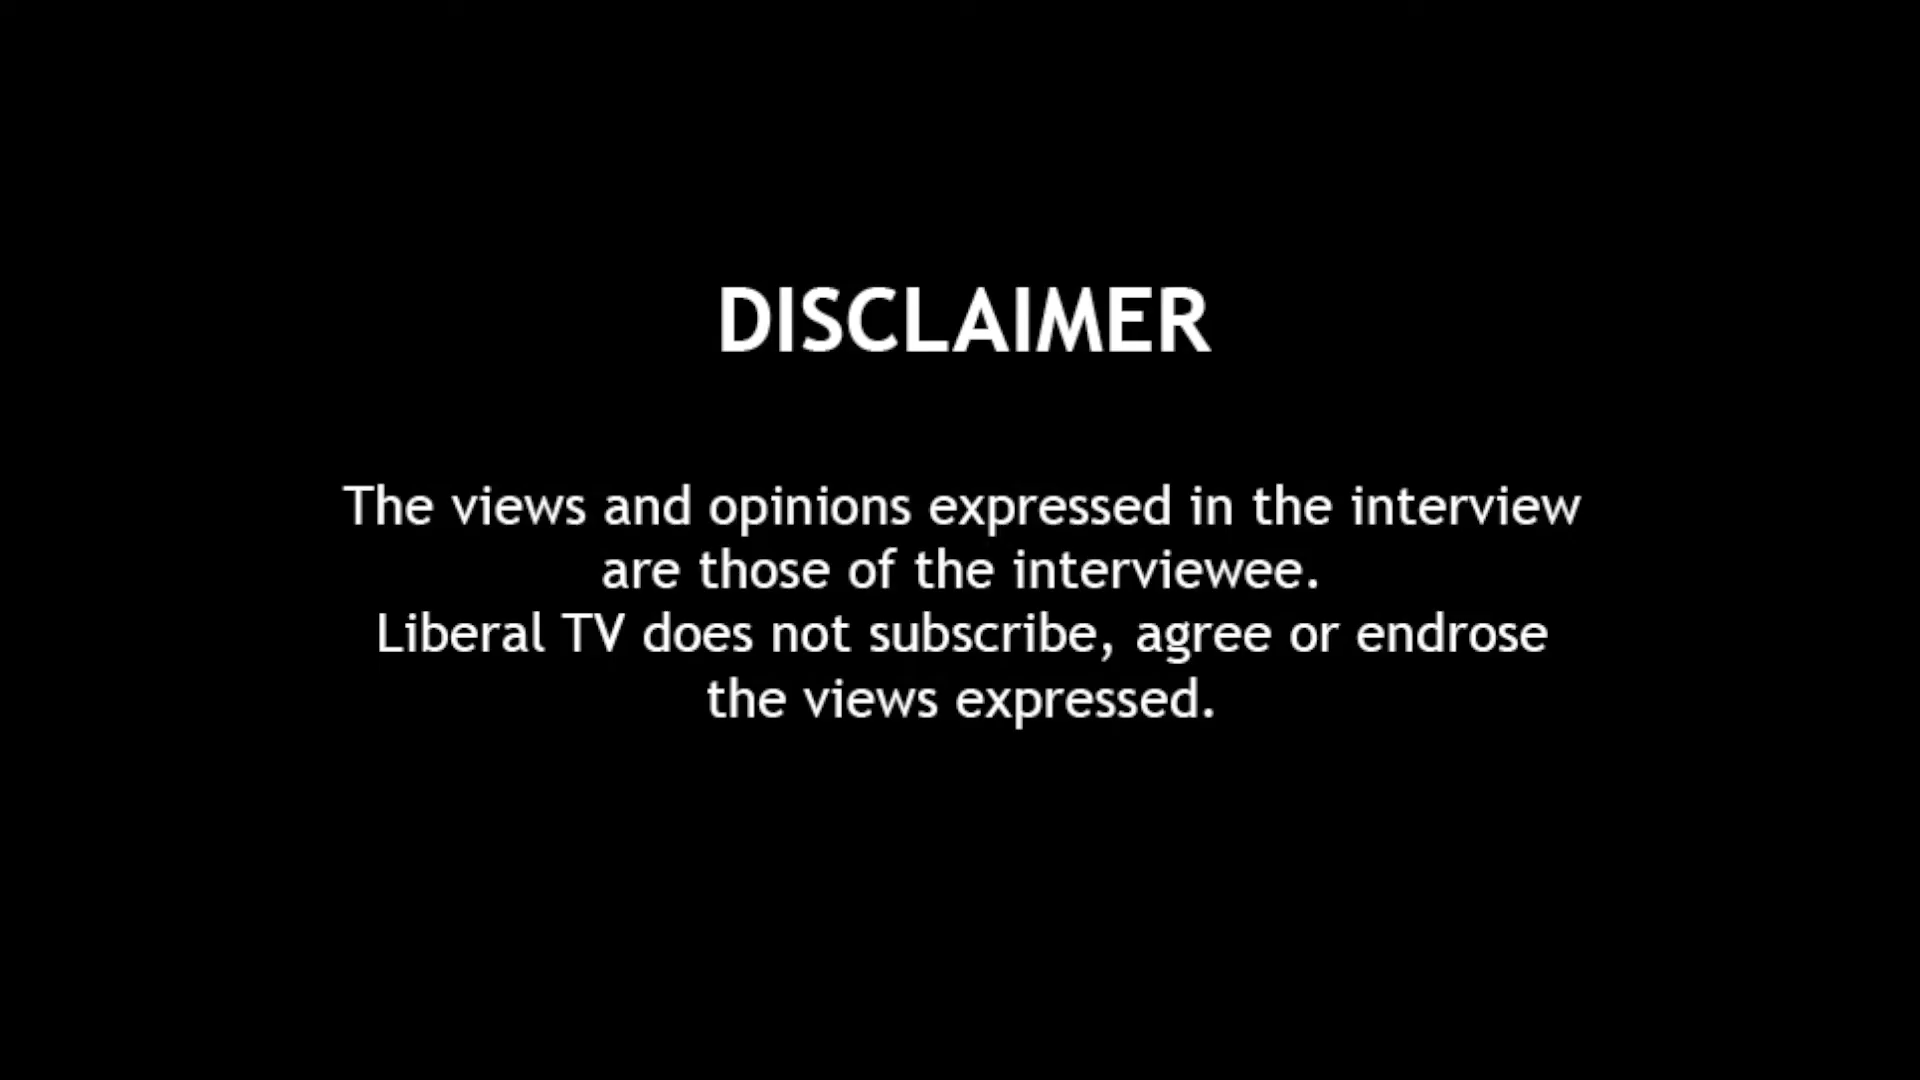 DISCLAIMER
The views and opinions expressed in the interview
are those of the interviewee.
Liberal TV does not subscribe, agree or endrose
the views expressed.